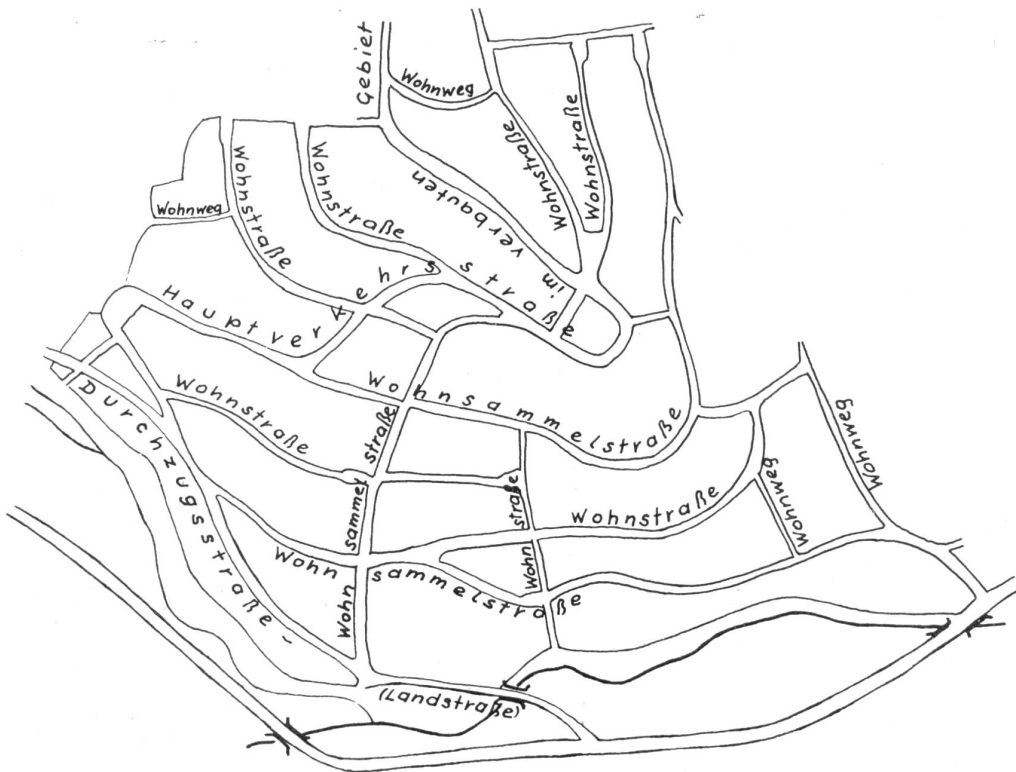 Gebiet
Wohnweg
Wohnstraße
Wohnstraße
im verbauten
Wohnstraße
Wohnstraße
Wohnweg
Hauptverkehrsstraße
Wohnsammelstraße
Wohnstraße
Durchzugsstraße-
(Landstraße)
Wohnsammelstraße
Wohnsammelstraße
Wohnstraße
Wohnstraße
Wohnweg
Wohnweg